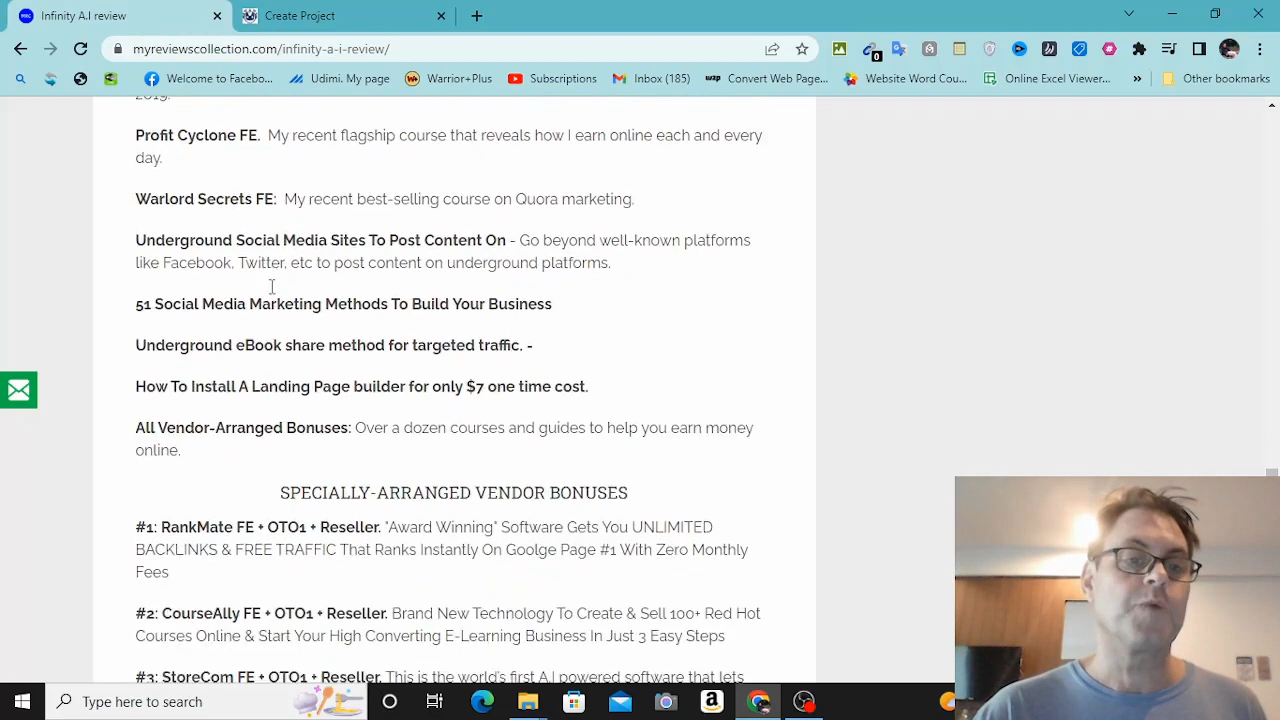 Infinity A.I review
Create Project
myreviewscollection.com/infinity-a-i-review/
0
Welcome to Facebo...
Udimi. My page
Warrior+Plus
Subscriptions
Inbox (185)
Convert Web Page...
Website Word Cou...
Online Excel Viewer...
Other bookmarks
2019.
Profit Cyclone FE. My recent flagship course that reveals how I earn online each and every
day.
Warlord Secrets FE: My recent best-selling course on Quora marketing.
Underground Social Media Sites To Post Content On - Go beyond well-known platforms
like Facebook, Twitter, etc to post content on underground platforms.
51 Social Media Marketing Methods To Build Your Business
Underground eBook share method for targeted traffic. -
How To Install A Landing Page builder for only $7 one time cost.
All Vendor-Arranged Bonuses: Over a dozen courses and guides to help you earn money
online.
SPECIALLY-ARRANGED VENDOR BONUSES
#1: RankMate FE + OTO1 + Reseller. "Award Winning" Software Gets You UNLIMITED
BACKLINKS & FREE TRAFFIC That Ranks Instantly On Goolge Page #1 With Zero Monthly
Fees
#2: CourseAlly FE + OTO1 + Reseller. Brand New Technology To Create & Sell 100+ Red Hot
Courses Online & Start Your High Converting E-Learning Business In Just 3 Easy Steps
#3: StoreCom FE + OTO1 + Reseller. This is the world's first A.I powered software that lets
Type here to search